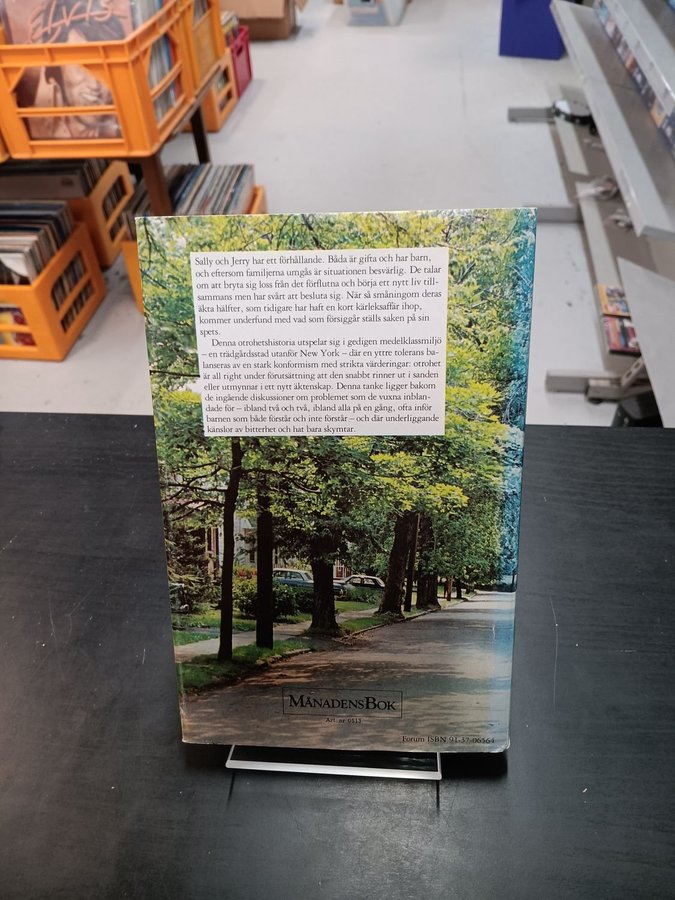 ELVIS
Sally och Jerry har ett förhållande. Båda är gifta och har barn,
och eftersom familjerna umgås är situationen besvärlig. De talar
om att bryta sig loss från det förflutna och börja ett nytt liv till-
sammans men har svårt att besluta sig. När så småningom deras
äkta hälfter, som tidigare har haft en kort kärleksaffär ihop,
kommer underfund med vad som försiggår ställs saken på sin
spets.
Denna otrohetshistoria utspelar sig i gedigen medelklassmiljö
– en trädgårdsstad utanför New York – där en yttre tolerans ba-
lanseras av en stark konformism med strikta värderingar: otrohet
är all right under förutsättning att den snabbt rinner ut i sanden
eller utmynnar i ett nytt äktenskap. Denna tanke ligger bakom
de ingående diskussioner om problemet som de vuxna inblan-
dade för – ibland två och två, ibland alla på en gång, ofta inför
barnen som både förstår och inte förstår – och där underliggande
känslor av bitterhet och hat bara skymtar.
MånadensBok
Art. nr 0513
Forum ISBN 91-37-06564